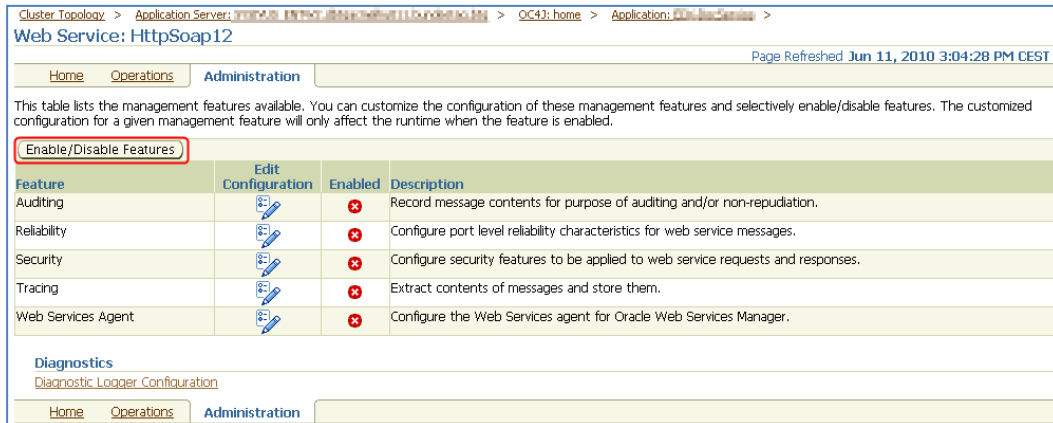 Cluster Topology > Application Server: > OC4J: home > Application: >
Web Service: HttpSoap12
Page Refreshed Jun 11, 2010 3:04:28 PM CEST
Home Operations Administration
This table lists the management features available. You can customize the configuration of these management features and selectively enable/disable features. The customized
configuration for a given management feature will only affect the runtime when the feature is enabled.
Enable/Disable Features
Feature Edit Configuration Enabled Description
Auditing Record message contents for purpose of auditing and/or non-repudiation.
Reliability Configure port level reliability characteristics for web service messages.
Security Configure security features to be applied to web service requests and responses.
Tracing Extract contents of messages and store them.
Web Services Agent Configure the Web Services agent for Oracle Web Services Manager.
Diagnostics
Diagnostic Logger Configuration
Home Operations Administration